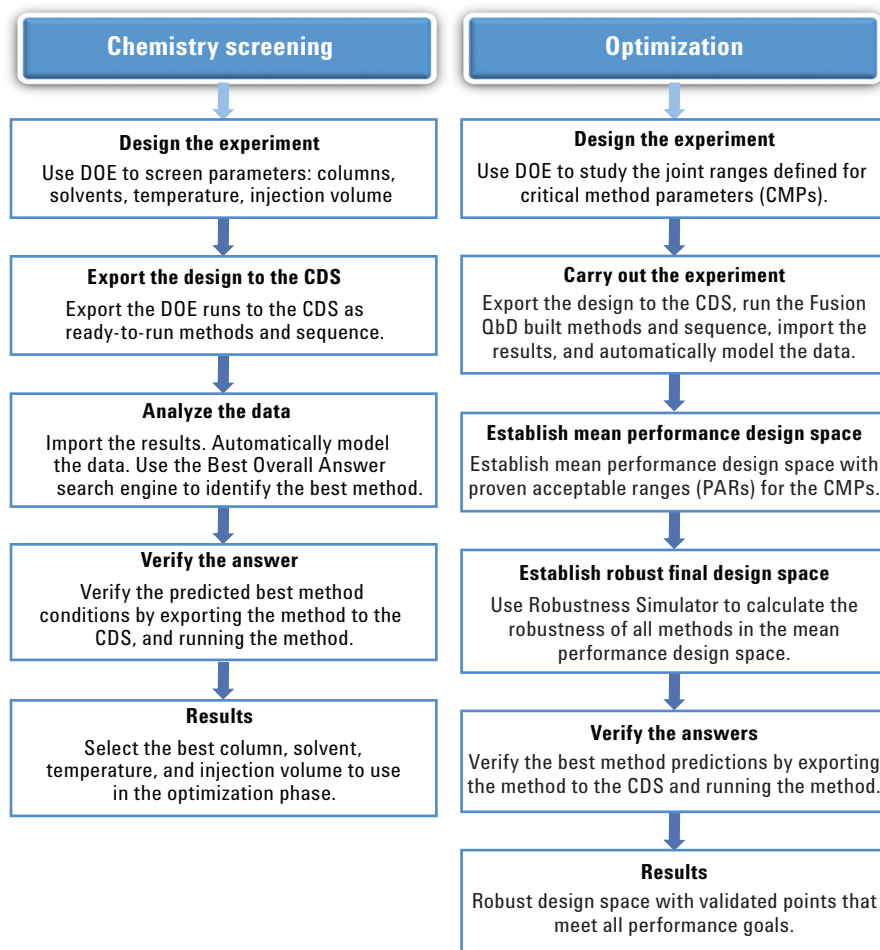 Chemistry screening
Design the experiment
Use DOE to screen parameters: columns,
solvents, temperature, injection volume
Export the design to the CDS
Export the DOE runs to the CDS as
ready-to-run methods and sequence.
Analyze the data
Import the results. Automatically model
the data. Use the Best Overall Answer
search engine to identify the best method.
Verify the answer
Verify the predicted best method
conditions by exporting the method to the
CDS, and running the method.
Results
Select the best column, solvent,
temperature, and injection volume to use
in the optimization phase.
Optimization
Design the experiment
Use DOE to study the joint ranges defined for
critical method parameters (CMPs).
Carry out the experiment
Export the design to the CDS, run the Fusion
QbD built methods and sequence, import the
results, and automatically model the data.
Establish mean performance design space
Establish mean performance design space with
proven acceptable ranges (PARs) for the CMPs.
Establish robust final design space
Use Robustness Simulator to calculate the
robustness of all methods in the mean
performance design space.
Verify the answers
Verify the best method predictions by exporting
the method to the CDS and running the method.
Results
Robust design space with validated points that
meet all performance goals.